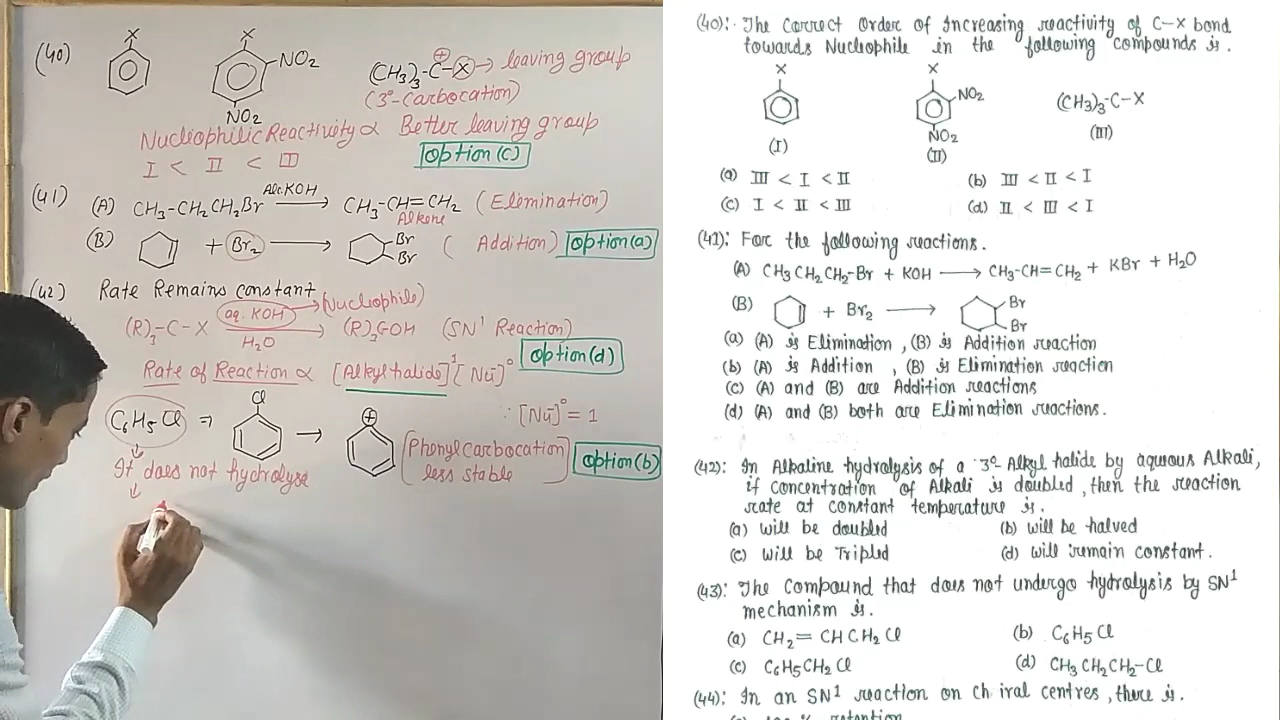 (40)
X
X
NO2
NO2
(CH3)3-C-X → leaving group
⊕
(3°-Carbocation)
Nucleophilic Reactivity ∝ Better leaving group
I < II < III
Option(c)
(41)
(A) CH3-CH2CH2Br Alc.KOH → CH3-CH=CH2 (Elemination)
Alkene
(B) + Br2 → Br Br (Addition) Option(a)
(42) Rate Remains constant
(Nucleophile)
(R)3-C-X aq. KOH → (R)3COH (SN1 Reaction)
H2O
Option(d)
Rate of Reaction ∝ [Alkyl halide]1 [Nu]0
C6H5Cl ⇒ Cl → ⊕
∵ [Nu]0 = 1
(Phenyl Carbocation less stable)
Option(b)
↓
It does not hydrolyse
↓
(40):- The Correct Order of Increasing reactivity of C-X bond
towards Nucleophile in the following compounds is.
X
(I)
X
NO2
NO2
(II)
(CH3)3-C-X
(III)
(a) III < I < II
(b) III < II < I
(c) I < II < III
(d) II < III < I
(41): For the following reactions.
(A) CH3CH2CH2-Br + KOH → CH3-CH=CH2 + KBr + H2O
(B) + Br2 → Br Br
(a) (A) is Elimination, (B) is Addition reaction
(b) (A) is Addition, (B) is Elimination reaction
(c) (A) and (B) are Addition reactions
(d) (A) and (B) both are Elimination reactions.
(42): In Alkaline hydrolysis of a 3° Alkyl halide by aqueous Alkali,
if Concentration of Alkali is doubled, then the reaction
rate at constant temperature is.
(a) will be doubled
(b) will be halved
(c) will be Tripled
(d) will remain constant.
(43): The Compound that does not undergo hydrolysis by SN1
mechanism is.
(a) CH2=CHCH2Cl
(b) C6H5Cl
(c) C6H5CH2Cl
(d) CH3CH2CH2-Cl
(44): In an SN1 reaction on chiral centres, there is.
retention